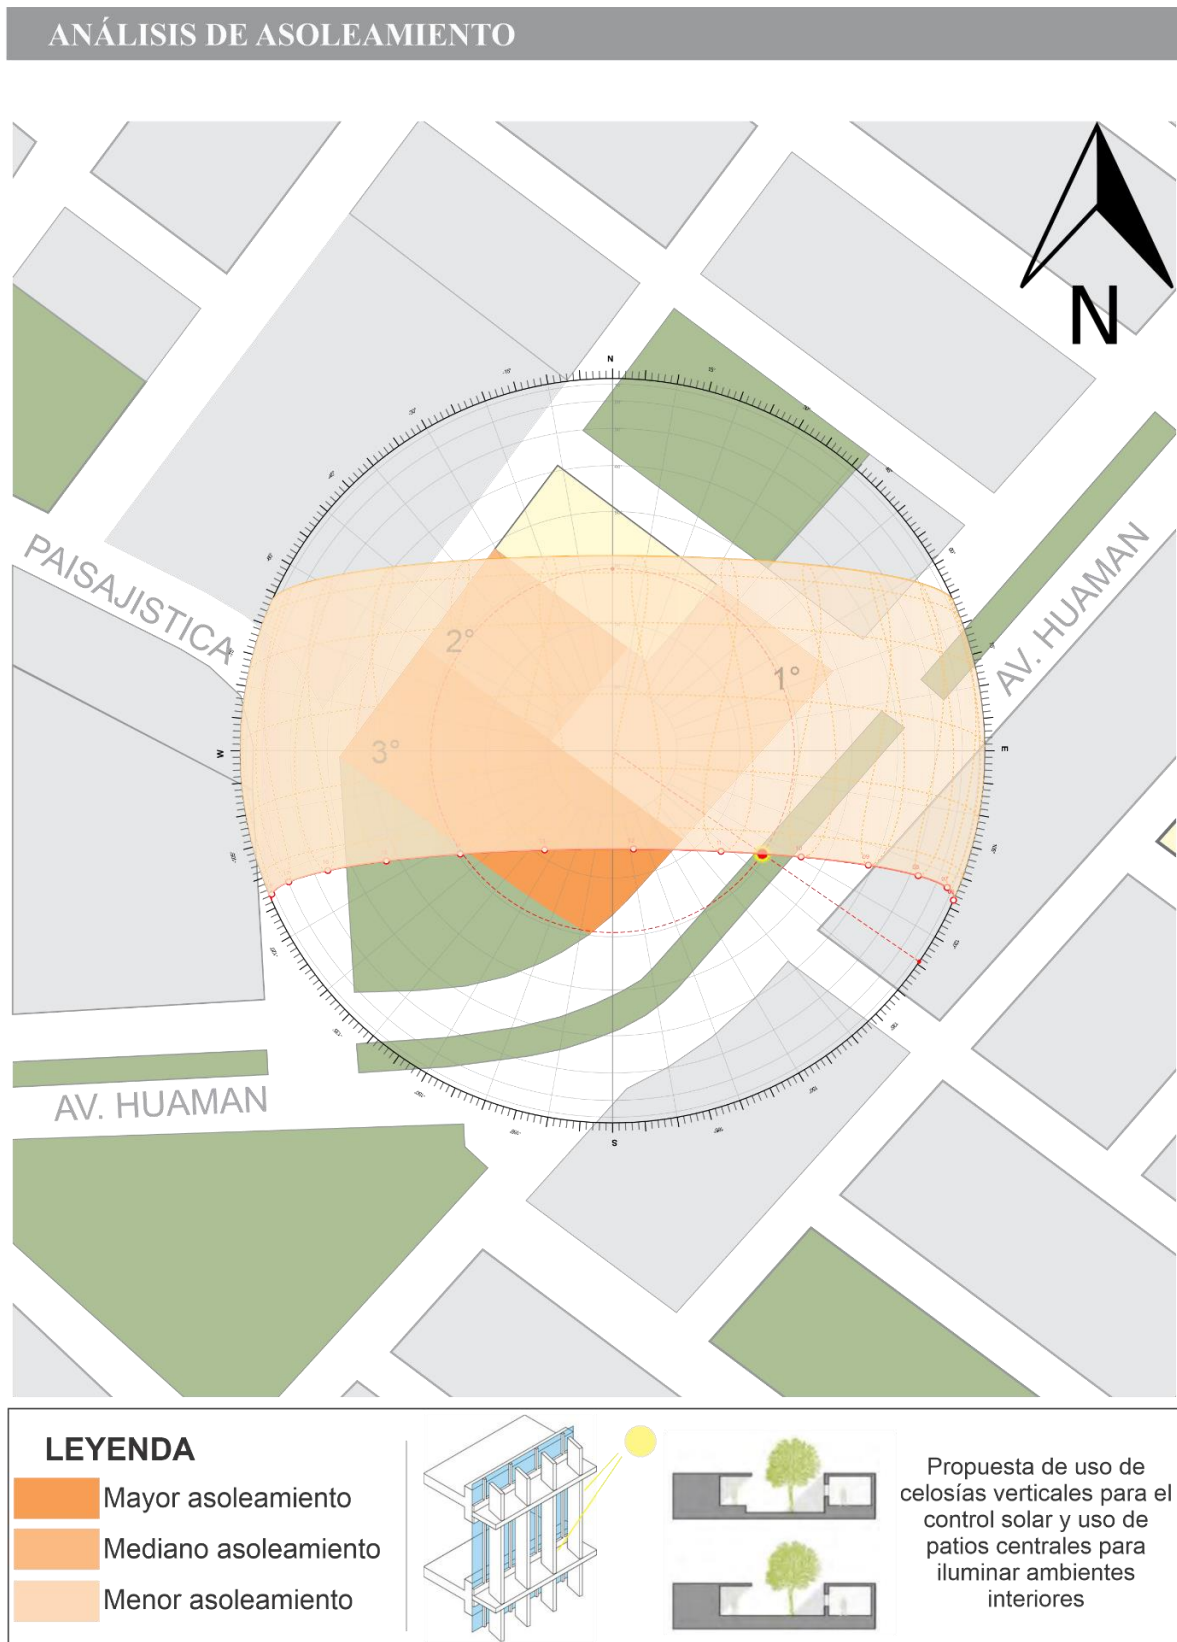 ANÁLISIS DE ASOLEAMIENTO
N
N
PAISAJISTICA
AV. HUAMAN
2°
1°
3°
W
E
S
AV. HUAMAN
LEYENDA
Mayor asoleamiento
Mediano asoleamiento
Menor asoleamiento
Propuesta de uso de
celosías verticales para el
control solar y uso de
patios centrales para
iluminar ambientes
interiores